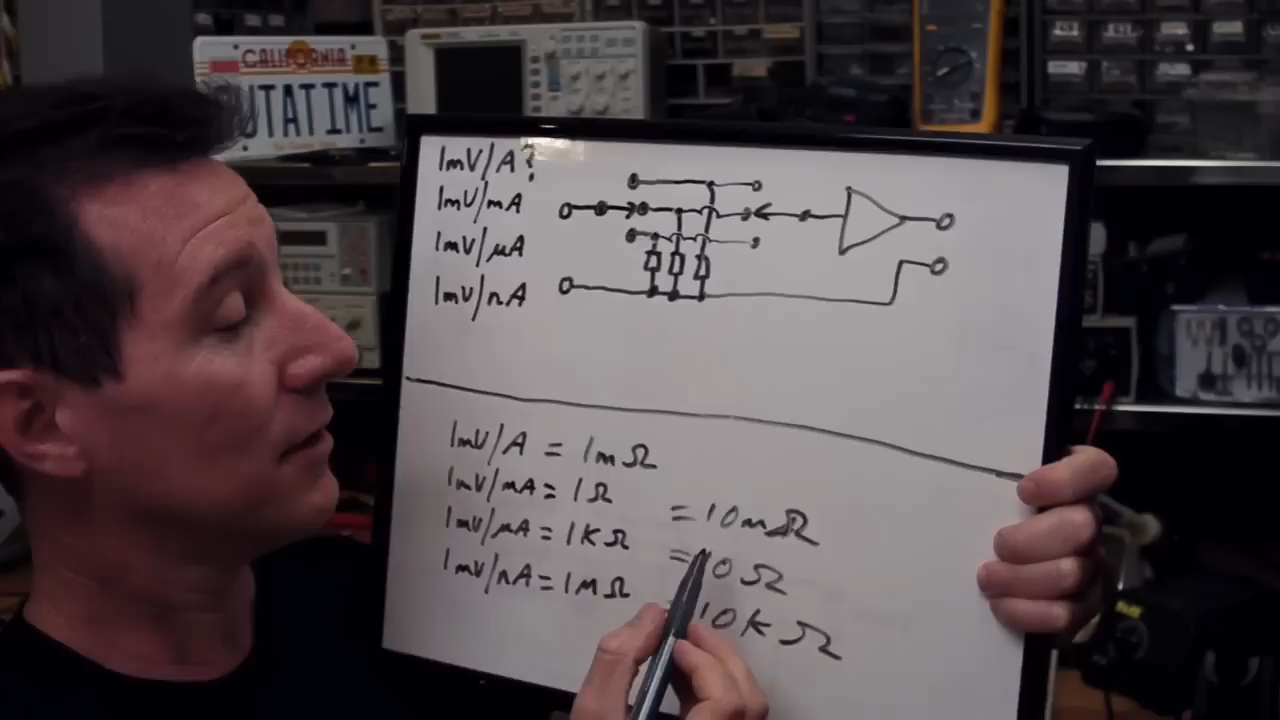 CALIFORNIA
UTATIME
1mV/A?
1mV/mA
1mV/μA
1mV/nA
1mV/A = 1mΩ
1mV/mA = 1Ω
1mV/μA = 1KΩ
1mV/nA = 1MΩ
= 10mΩ
= 10Ω
10KΩ